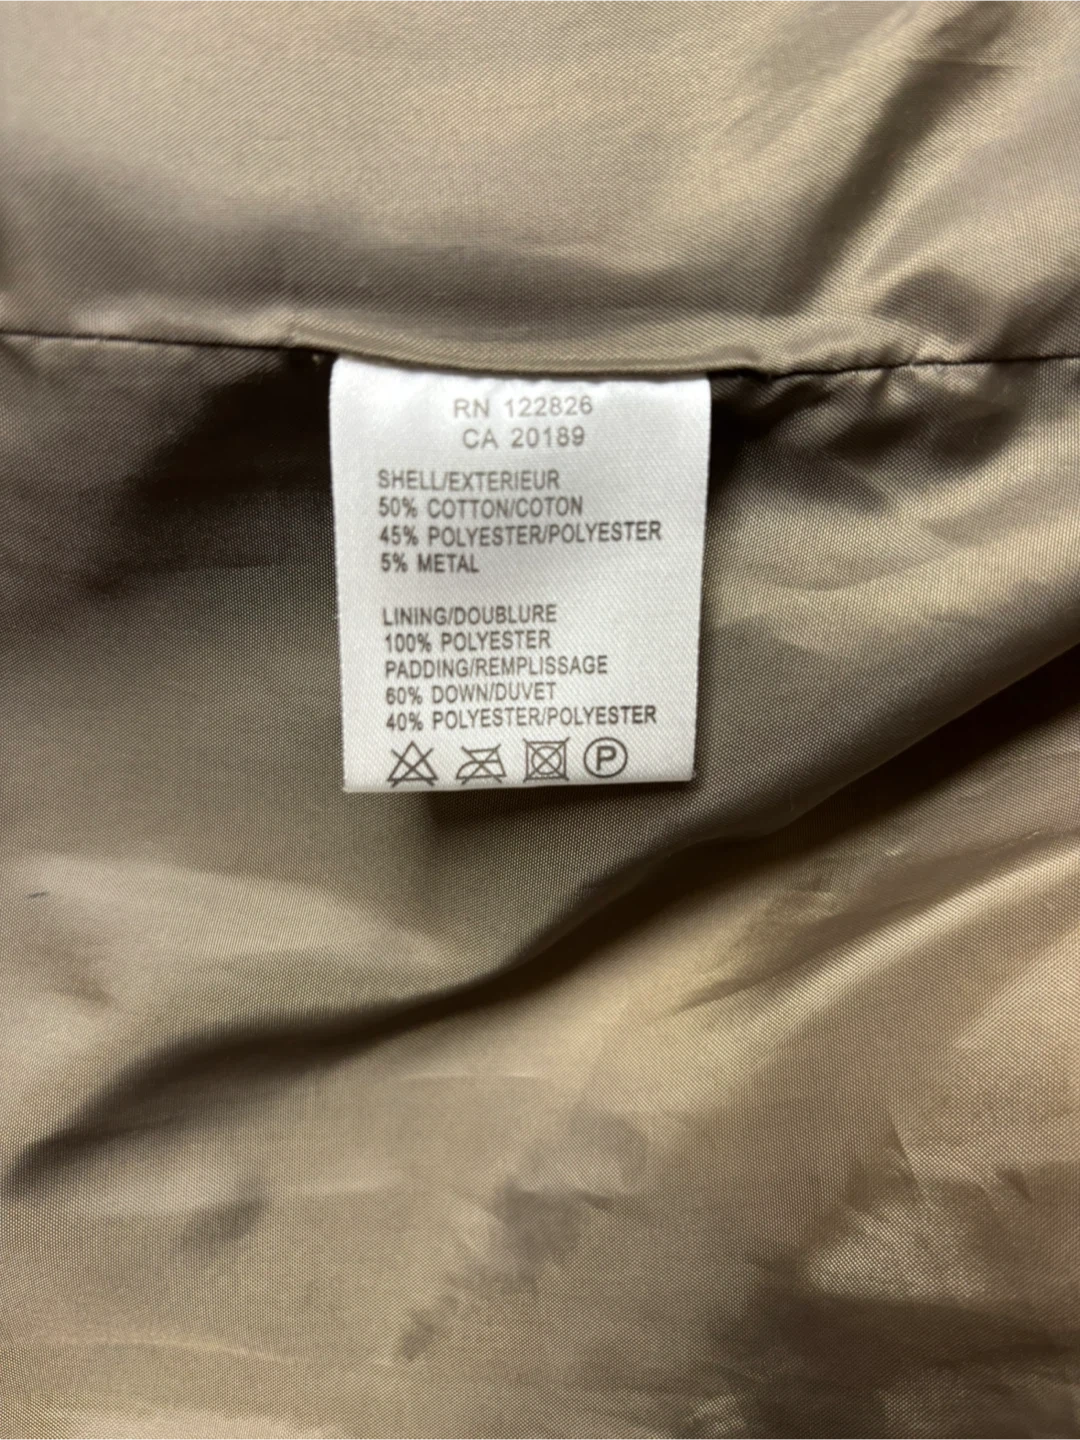 RN 122826
CA 20189
SHELL/EXTERIEUR
50% COTTON/COTON
45% POLYESTER/POLYESTER
5% METAL
LINING/DOUBLURE
100% POLYESTER
PADDING/REMPLISSAGE
60% DOWN/DUVET
40% POLYESTER/POLYESTER
P